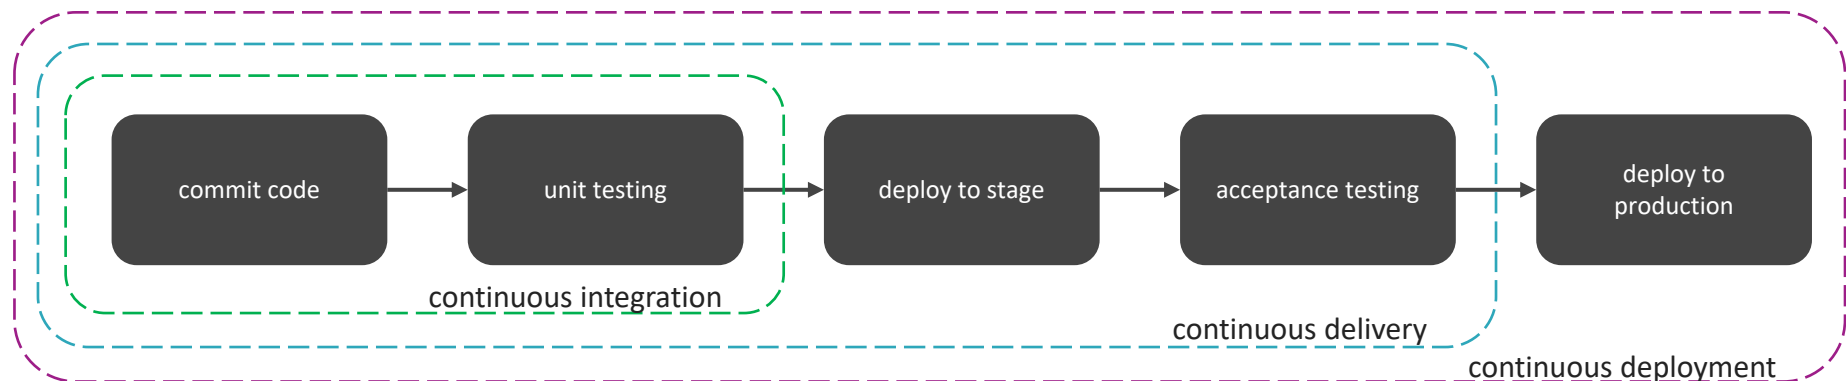 commit code
unit testing
deploy to stage
acceptance testing
deploy to
production
continuous integration
continuous delivery
continuous deployment